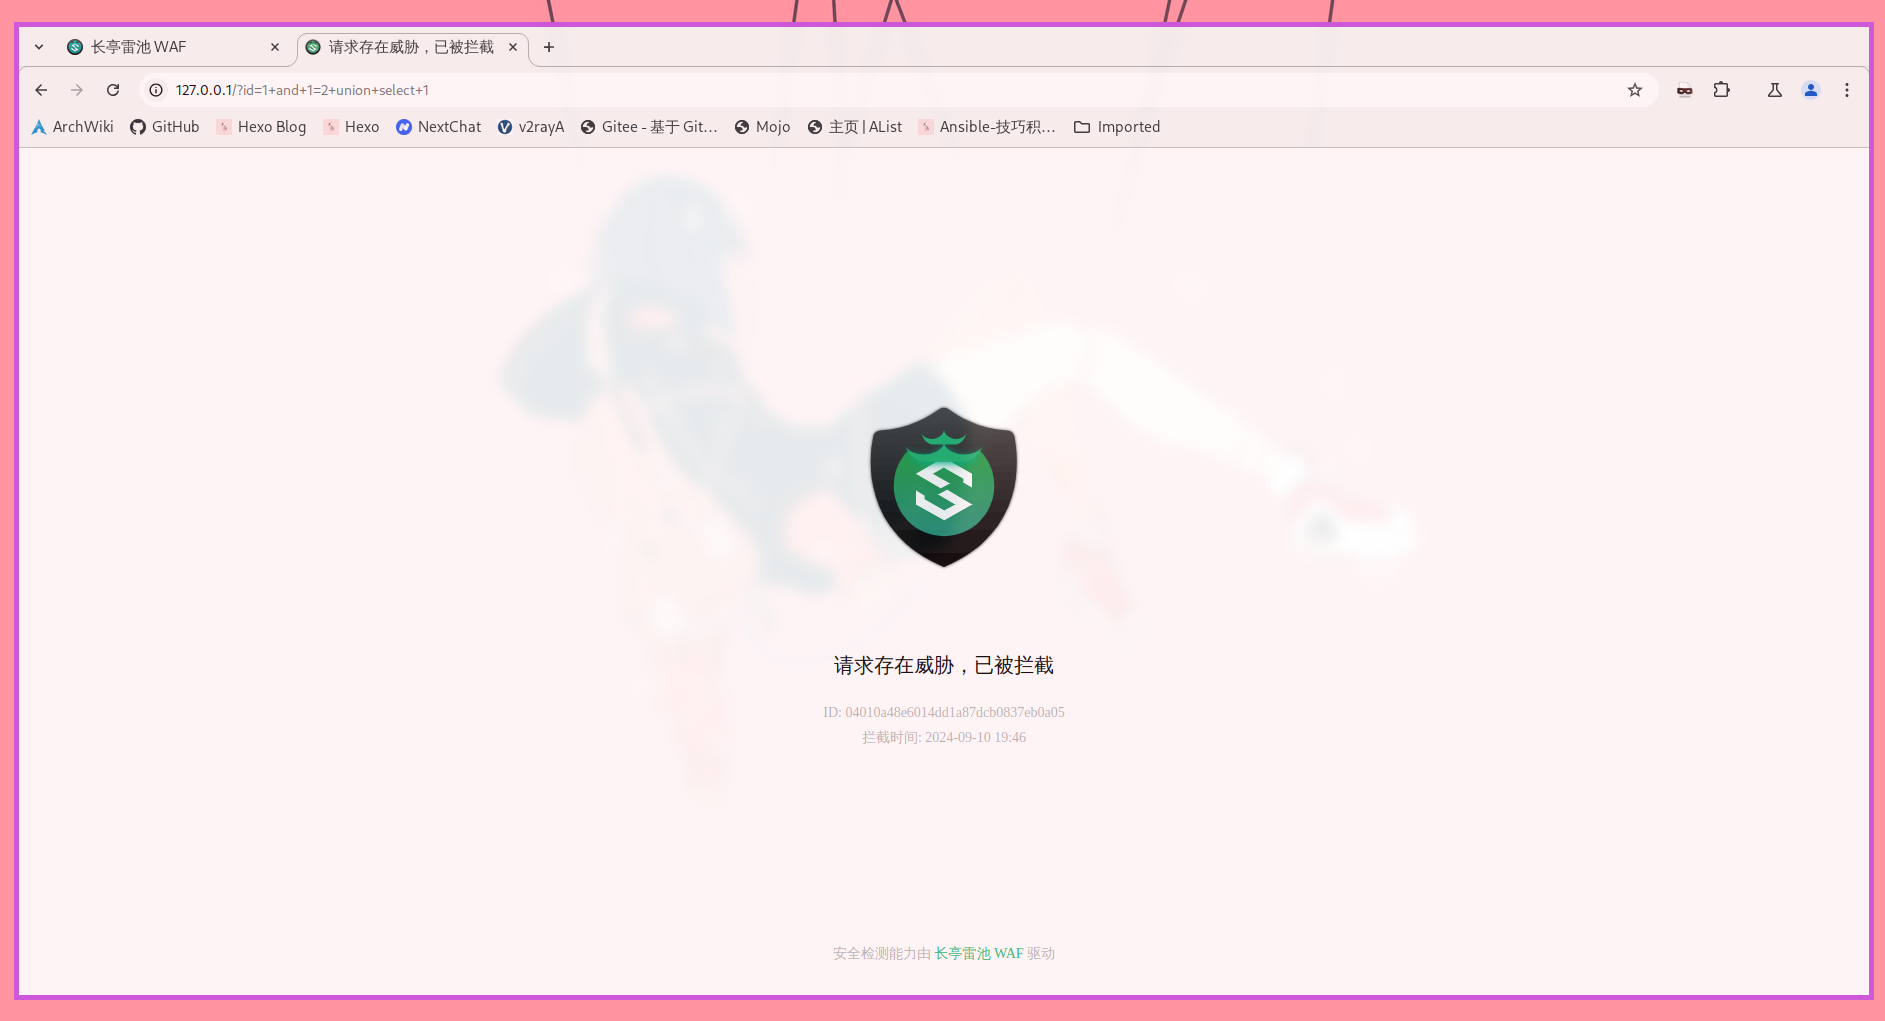 长亭雷池 WAF
请求存在威胁，已被拦截
127.0.0.1/?id=1+and+1=2+union+select+1
ArchWiki GitHub Hexo Blog Hexo NextChat v2rayA Gitee - 基于 Git… Mojo 主页 | AList Ansible-技巧积… Imported
请求存在威胁，已被拦截
ID: 04010a48e6014dd1a87dcb0837eb0a05
拦截时间: 2024-09-10 19:46
安全检测能力由 长亭雷池 WAF 驱动